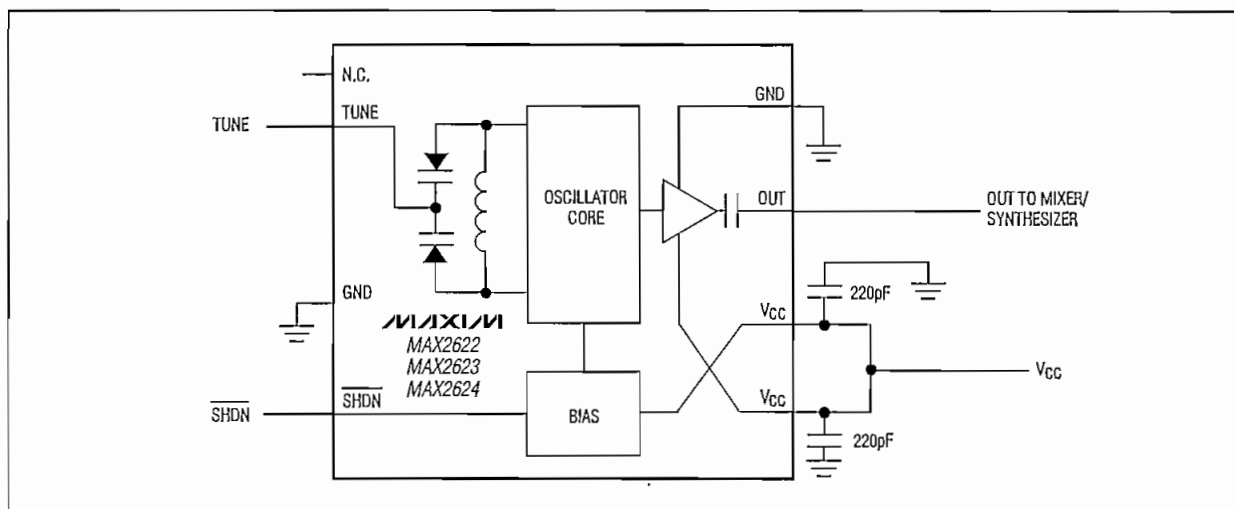 N.C.
TUNE
TUNE
GND
OSCILLATOR
CORE
OUT
OUT TO MIXER/
SYNTHESIZER
GND
220pF
MAXIM
MAX2622
MAX2623
MAX2624
VCC
VCC
SHDN
SHDN
BIAS
VCC
220pF